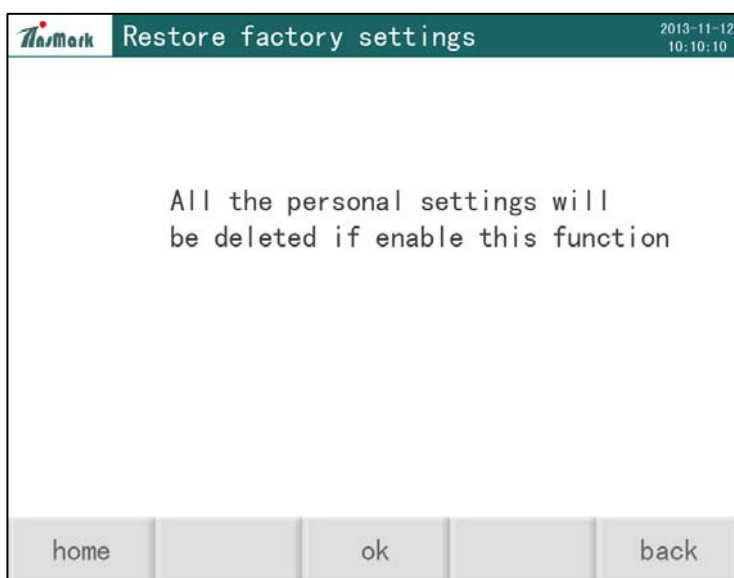 TinsMark Restore factory settings 2013-11-12
10:10:10
All the personal settings will
be deleted if enable this function
home ok back